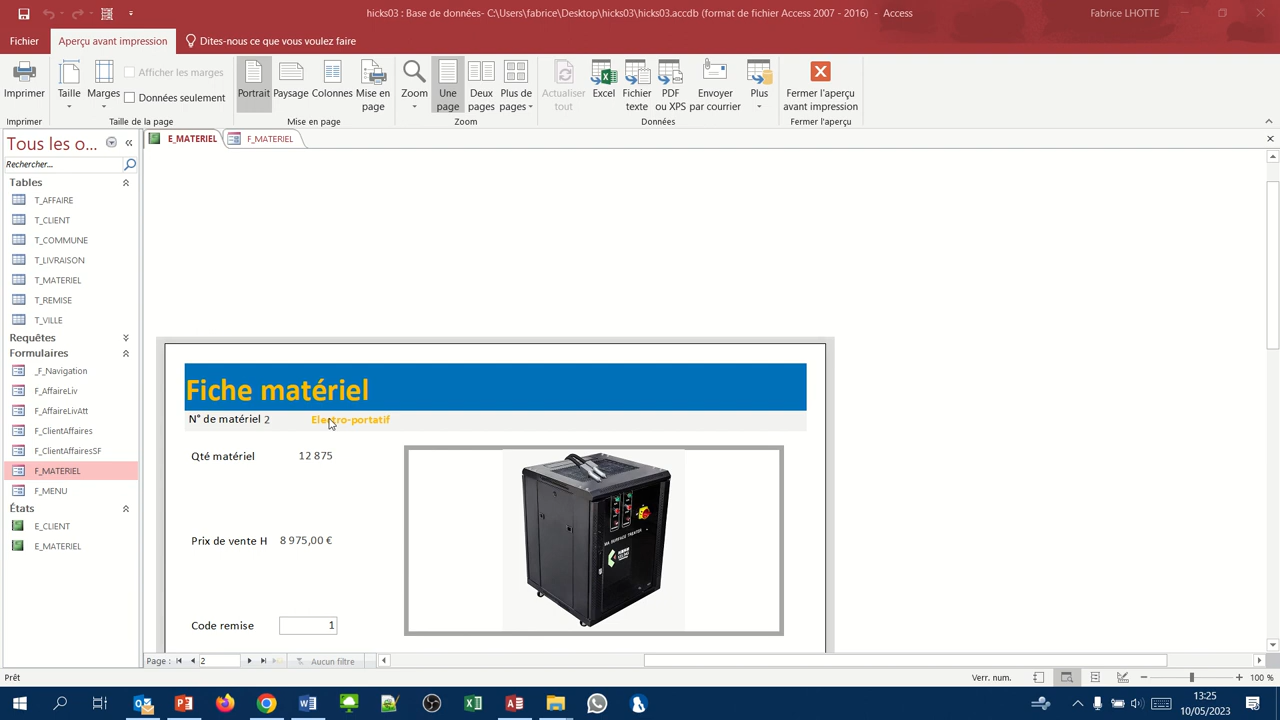 hicks03 : Base de données- C:\Users\fabrice\Desktop\hicks03\hicks03.accdb (format de fichier Access 2007 - 2016) - Access
Fabrice LHOTTE
Fichier
Aperçu avant impression
Dites-nous ce que vous voulez faire
Imprimer
Taille
Marges
Afficher les marges
Données seulement
Portrait
Paysage
Colonnes
Mise en page
Zoom
Une page
Deux pages
Plus de pages
Actualiser tout
Excel
Fichier texte
PDF ou XPS
Envoyer par courrier
Plus
Fermer l'aperçu avant impression
Imprimer
Taille de la page
Mise en page
Zoom
Données
Fermer l'aperçu
Tous les o...
Rechercher...
Tables
T_AFFAIRE
T_CLIENT
T_COMMUNE
T_LIVRAISON
T_MATERIEL
T_REMISE
T_VILLE
Requêtes
Formulaires
_F_Navigation
F_AffaireLiv
F_AffaireLivAtt
F_ClientAffaires
F_ClientAffairesSF
F_MATERIEL
F_MENU
États
E_CLIENT
E_MATERIEL
E_MATERIEL
F_MATERIEL
Fiche matériel
N° de matériel 2 Electro-portatif
Qté matériel 12 875
Prix de vente H 8 975,00 €
Code remise 1
Page : 2
Aucun filtre
Prêt
Verr. num.
100 %
13:25
10/05/2023